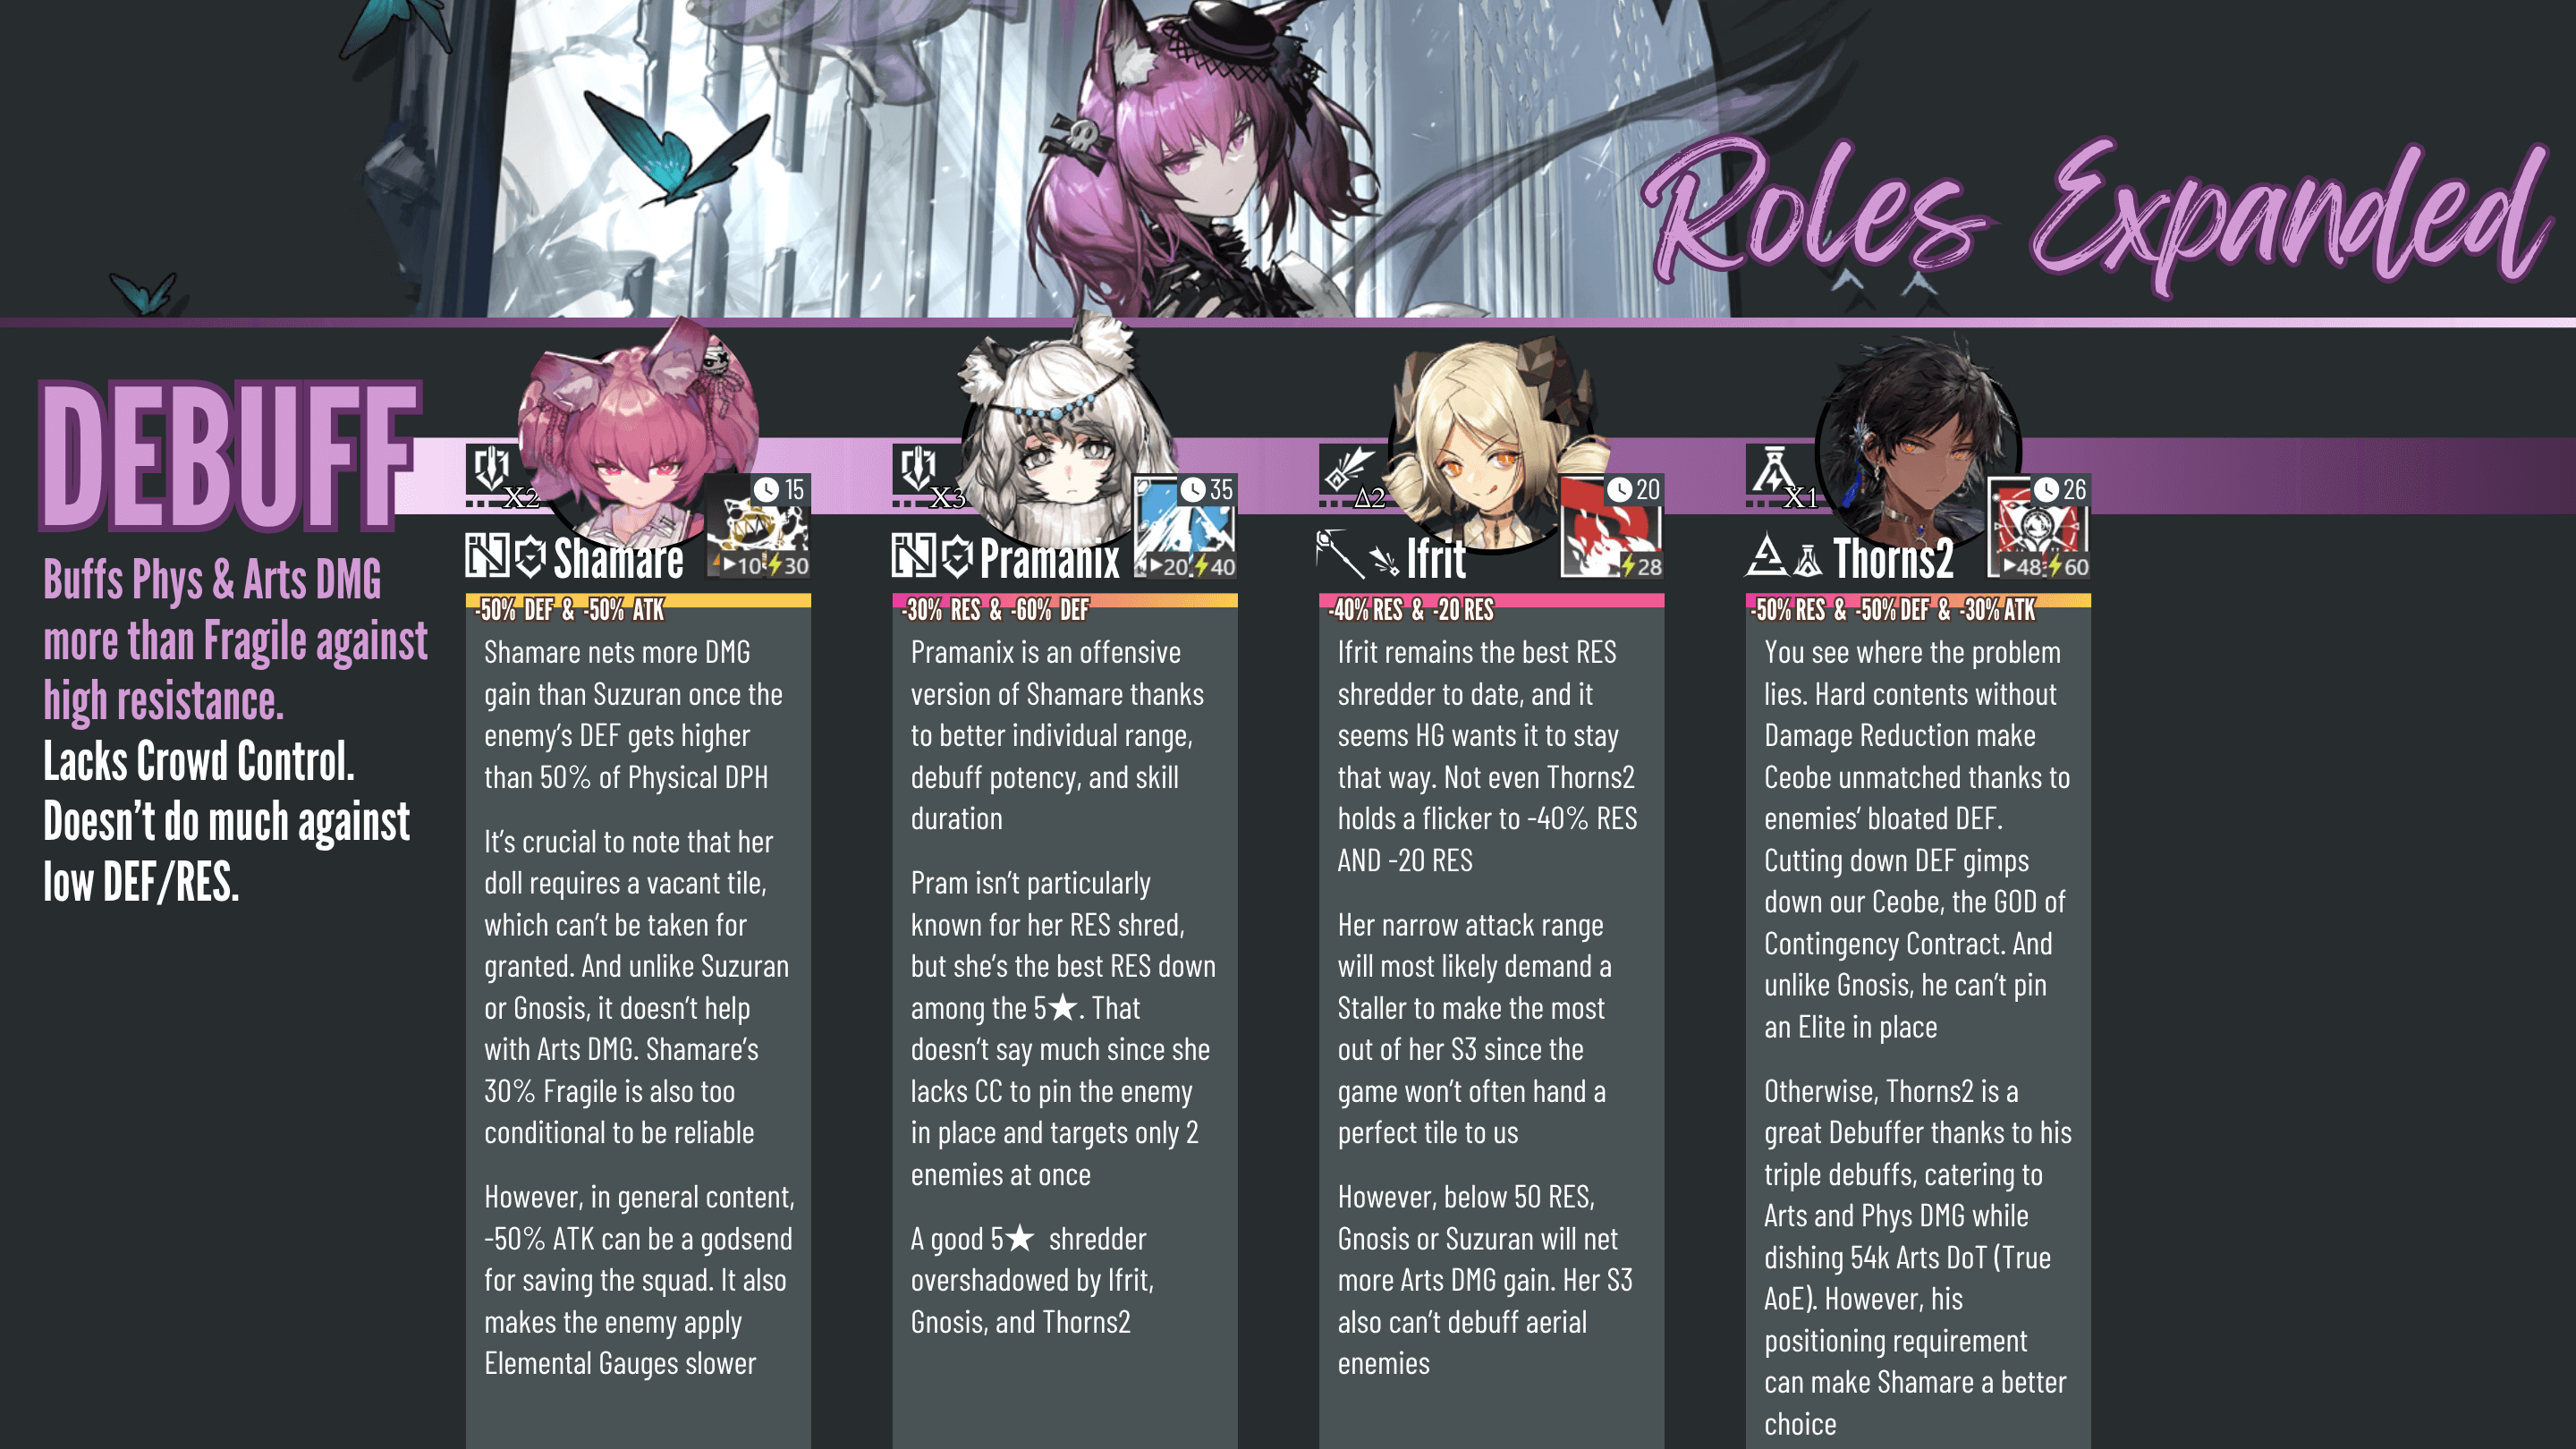 Roles Expanded
DEBUFF
Buffs Phys & Arts DMG
more than Fragile against
high resistance.
Lacks Crowd Control.
Doesn't do much against
low DEF/RES.
X2
15
Shamare
▶10⚡30
-50% DEF & -50% ATK
Shamare nets more DMG
gain than Suzuran once the
enemy's DEF gets higher
than 50% of Physical DPH
It's crucial to note that her
doll requires a vacant tile,
which can't be taken for
granted. And unlike Suzuran
or Gnosis, it doesn't help
with Arts DMG. Shamare's
30% Fragile is also too
conditional to be reliable
However, in general content,
-50% ATK can be a godsend
for saving the squad. It also
makes the enemy apply
Elemental Gauges slower
X3
35
Pramanix
▶20⚡40
-30% RES & -60% DEF
Pramanix is an offensive
version of Shamare thanks
to better individual range,
debuff potency, and skill
duration
Pram isn't particularly
known for her RES shred,
but she's the best RES down
among the 5★. That
doesn't say much since she
lacks CC to pin the enemy
in place and targets only 2
enemies at once
A good 5★ shredder
overshadowed by Ifrit,
Gnosis, and Thorns2
Δ2
20
Ifrit
⚡28
-40% RES & -20 RES
Ifrit remains the best RES
shredder to date, and it
seems HG wants it to stay
that way. Not even Thorns2
holds a flicker to -40% RES
AND -20 RES
Her narrow attack range
will most likely demand a
Staller to make the most
out of her S3 since the
game won't often hand a
perfect tile to us
However, below 50 RES,
Gnosis or Suzuran will net
more Arts DMG gain. Her S3
also can't debuff aerial
enemies
X1
26
Thorns2
▶48⚡60
-50% RES & -50% DEF & -30% ATK
You see where the problem
lies. Hard contents without
Damage Reduction make
Ceobe unmatched thanks to
enemies' bloated DEF.
Cutting down DEF gimps
down our Ceobe, the GOD of
Contingency Contract. And
unlike Gnosis, he can't pin
an Elite in place
Otherwise, Thorns2 is a
great Debuffer thanks to his
triple debuffs, catering to
Arts and Phys DMG while
dishing 54k Arts DoT (True
AoE). However, his
positioning requirement
can make Shamare a better
choice